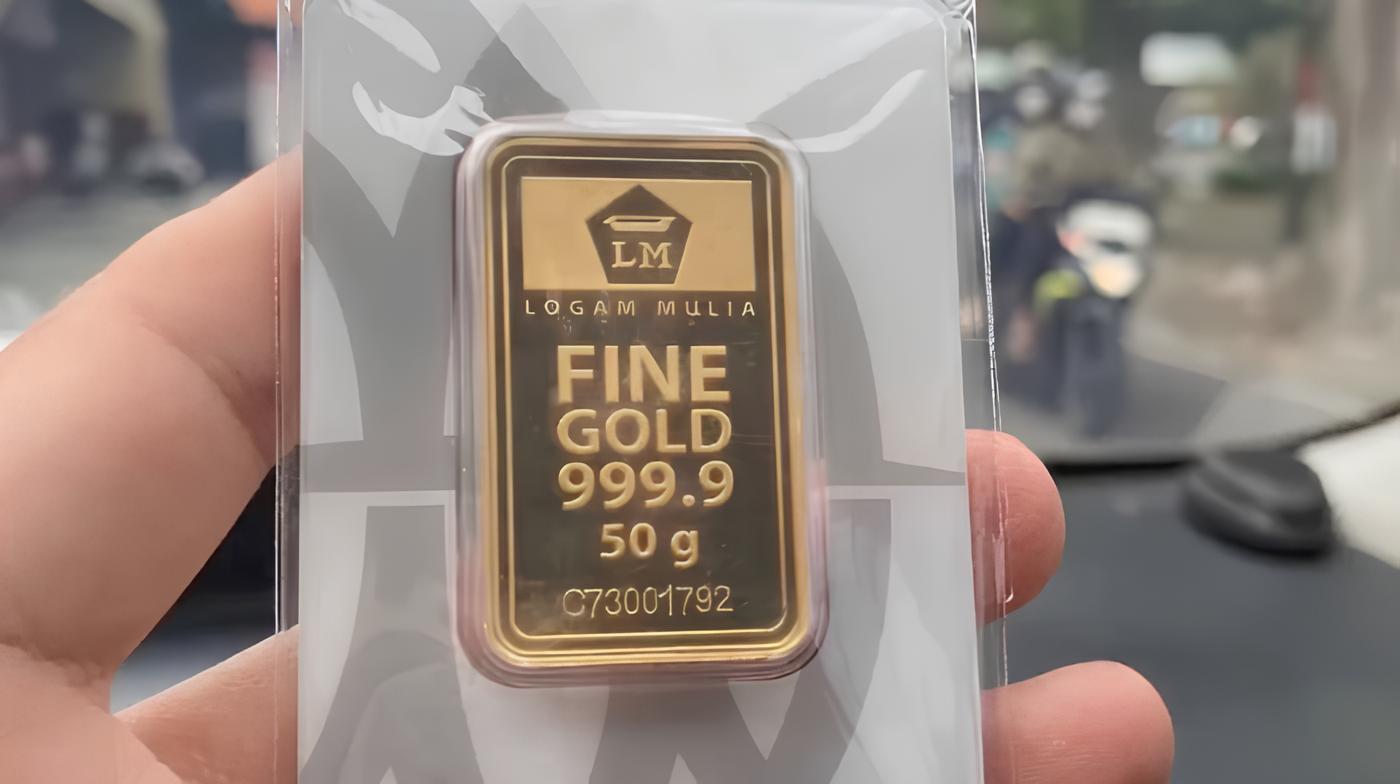 LM
LOGAM MULIA
FINE
GOLD
999.9
50 g
C73001792